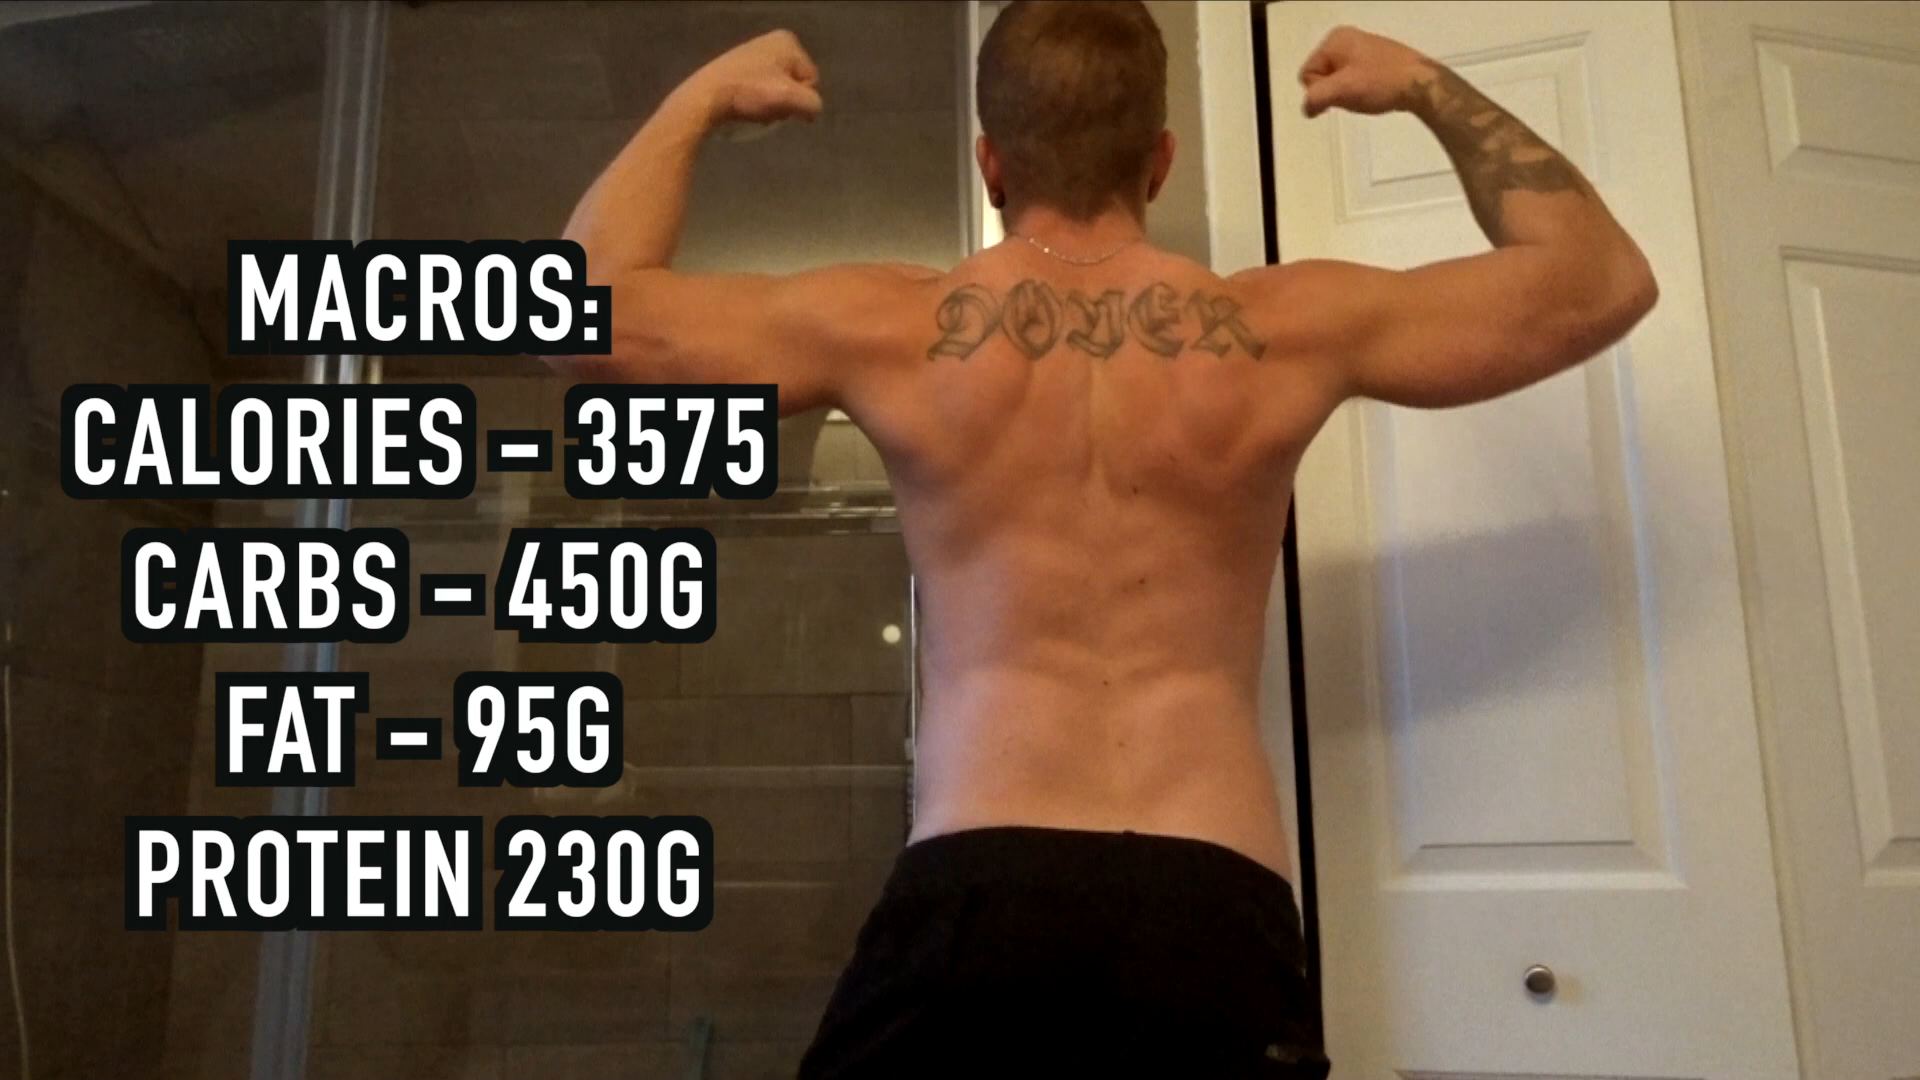 MACROS:
CALORIES – 3575
CARBS – 450G
FAT – 95G
PROTEIN 230G